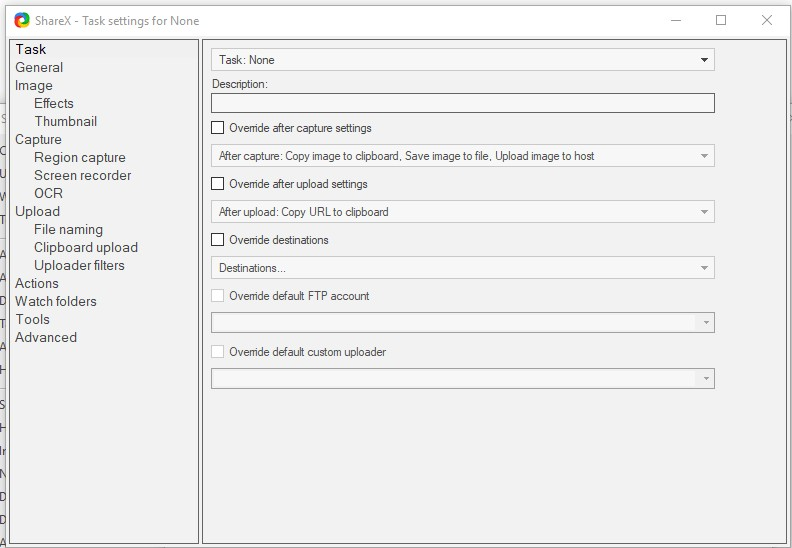 ShareX - Task settings for None
Task
General
Image
Effects
Thumbnail
Capture
Region capture
Screen recorder
OCR
Upload
File naming
Clipboard upload
Uploader filters
Actions
Watch folders
Tools
Advanced
Task: None
Description:
Override after capture settings
After capture: Copy image to clipboard, Save image to file, Upload image to host
Override after upload settings
After upload: Copy URL to clipboard
Override destinations
Destinations...
Override default FTP account
Override default custom uploader